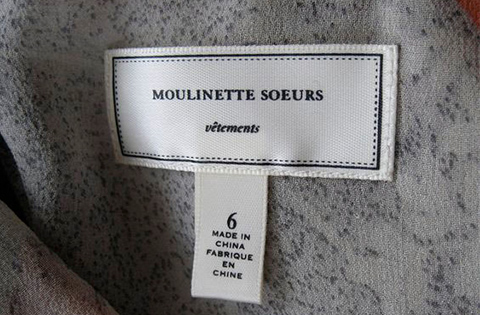 MOULINETTE SOEURS
vêtements
6
MADE IN
CHINA
FABRIQUE
EN
CHINE